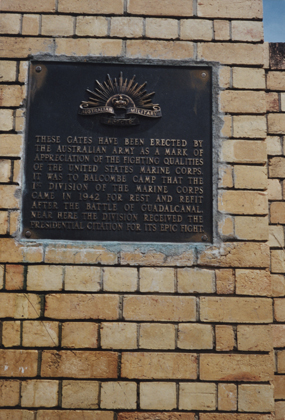 AUSTRALIAN MILITARY
THESE GATES HAVE BEEN ERECTED BY
THE AUSTRALIAN ARMY AS A MARK OF
APPRECIATION OF THE FIGHTING QUALITIES
OF THE UNITED STATES MARINE CORPS.
IT WAS TO BALCOMBE CAMP THAT THE
1ST DIVISION OF THE MARINE CORPS
CAME IN 1942 FOR REST AND REFIT
AFTER THE BATTLE OF GUADALCANAL
NEAR HERE THE DIVISION RECEIVED THE
PRESIDENTIAL CITATION FOR ITS EPIC FIGHT.